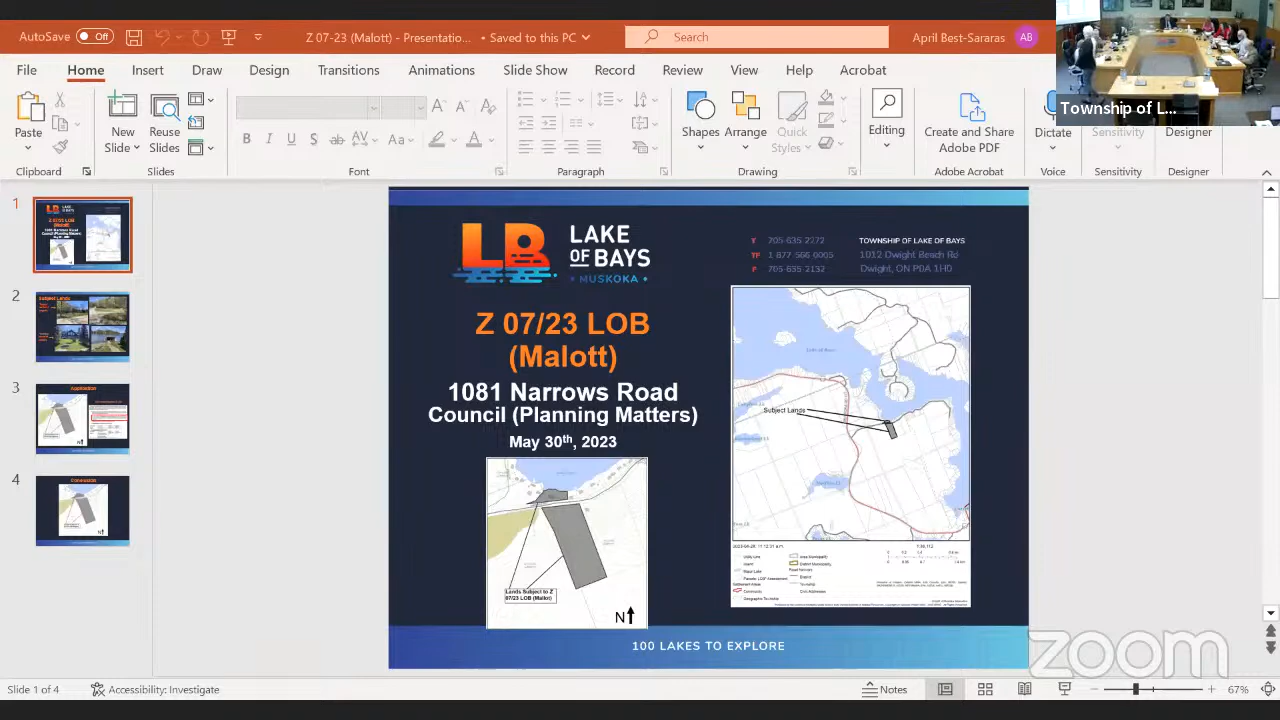 AutoSave Off
Z 07-23 (Malott) - Presentatio... • Saved to this PC
Search
April Best-Sararas AB
File Home Insert Draw Design Transitions Animations Slide Show Record Review View Help Acrobat
Township of L...
Paste
New Slide
Reuse Slides
Shapes
Arrange
Quick Styles
Editing
Create and Share Adobe PDF
Dictate
Sensitivity
Designer
Clipboard
Slides
Font
Paragraph
Drawing
Adobe Acrobat
Voice
Sensitivity
Designer
1
2
3
4
LB LAKE OF BAYS
• MUSKOKA •
T 705-635-2272
TF 1-877-566-0005
F 705-635-2132
TOWNSHIP OF LAKE OF BAYS
1012 Dwight Beach Rd
Dwight, ON P0A 1H0
Z 07/23 LOB
(Malott)
1081 Narrows Road
Council (Planning Matters)
May 30th, 2023
Subject Lands
Lands Subject to Z
07/23 LOB (Mallot)
N
100 LAKES TO EXPLORE
zoom
Slide 1 of 4
Accessibility: Investigate
Notes
67%